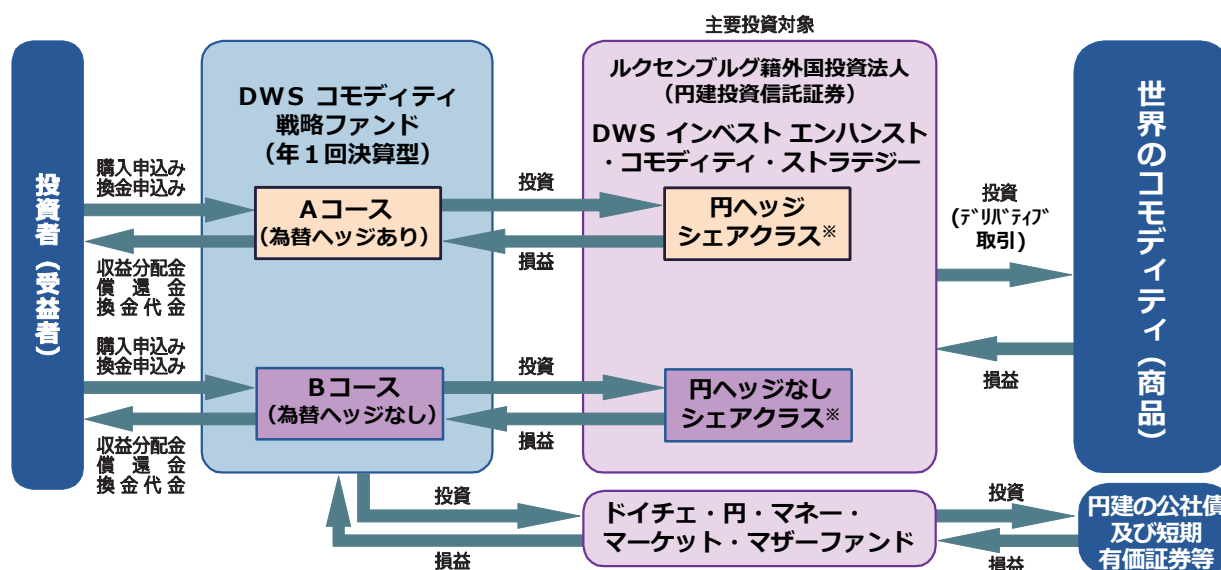 主要投資対象
投資者（受益者）
購入申込み
換金申込み
収益分配金
償還金
換金代金
購入申込み
換金申込み
収益分配金
償還金
換金代金
DWS コモディティ
戦略ファンド
（年１回決算型）
Aコース
（為替ヘッジあり）
Bコース
（為替ヘッジなし）
投資
損益
投資
損益
投資
損益
ルクセンブルグ籍外国投資法人
（円建投資信託証券）
DWS インベスト エンハンスト
・コモディティ・ストラテジー
円ヘッジ
シェアクラス※
円ヘッジなし
シェアクラス※
ドイチェ・円・マネー・
マーケット・マザーファンド
投資
(ﾃﾞﾘﾊﾞﾃｨﾌﾞ
取引)
損益
投資
損益
世界のコモディティ（商品）
円建の公社債
及び短期
有価証券等